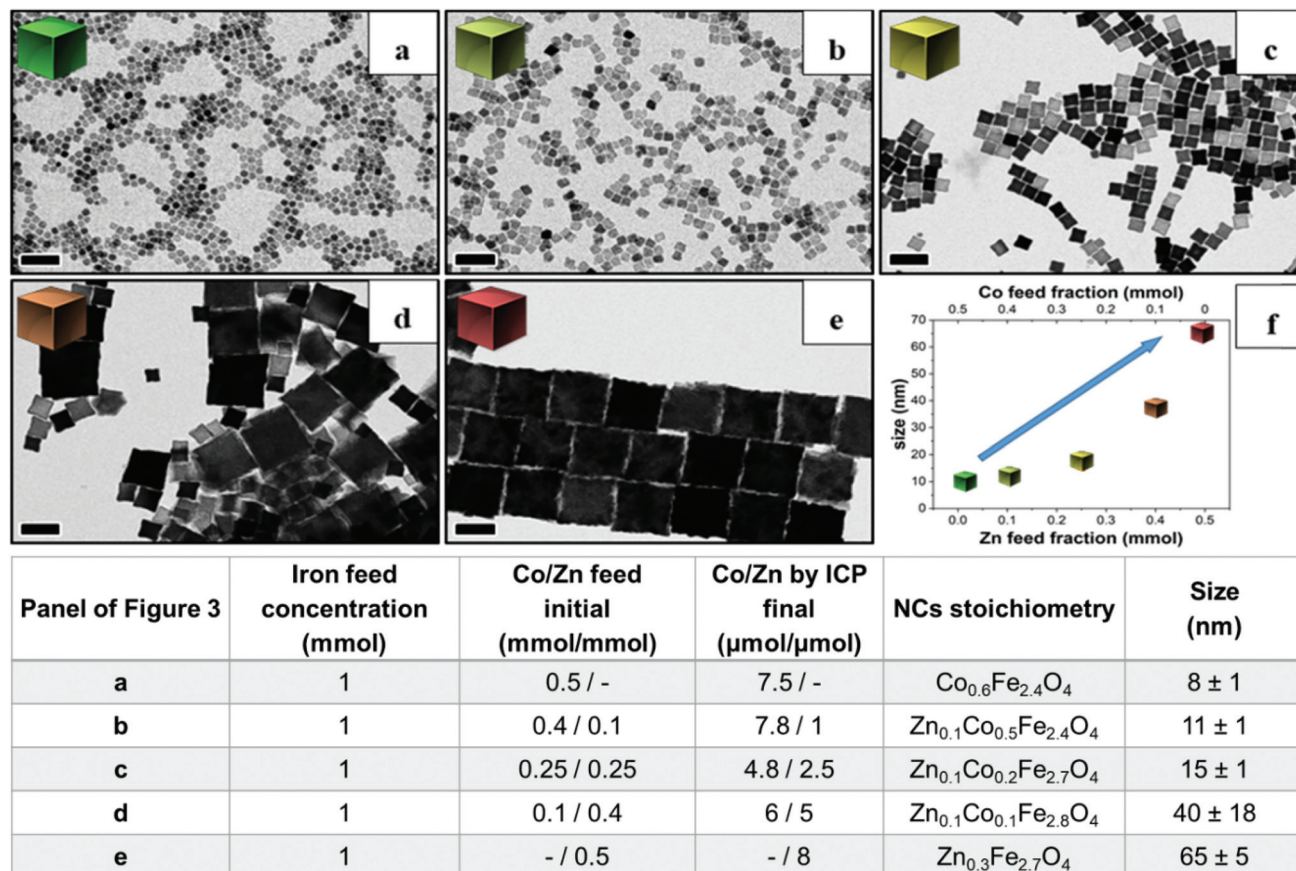 a
b
c
d
e
f
Co feed fraction (mmol)
0.5 0.4 0.3 0.2 0.1 0
70
60
50
40
30
20
10
0
size (nm)
0.0 0.1 0.2 0.3 0.4 0.5
Zn feed fraction (mmol)
Panel of Figure 3 | Iron feed concentration (mmol) | Co/Zn feed initial (mmol/mmol) | Co/Zn by ICP final (µmol/µmol) | NCs stoichiometry | Size (nm)
a | 1 | 0.5 / - | 7.5 / - | Co₀.₆Fe₂.₄O₄ | 8 ± 1
b | 1 | 0.4 / 0.1 | 7.8 / 1 | Zn₀.₁Co₀.₅Fe₂.₄O₄ | 11 ± 1
c | 1 | 0.25 / 0.25 | 4.8 / 2.5 | Zn₀.₁Co₀.₂Fe₂.₇O₄ | 15 ± 1
d | 1 | 0.1 / 0.4 | 6 / 5 | Zn₀.₁Co₀.₁Fe₂.₈O₄ | 40 ± 18
e | 1 | - / 0.5 | - / 8 | Zn₀.₃Fe₂.₇O₄ | 65 ± 5